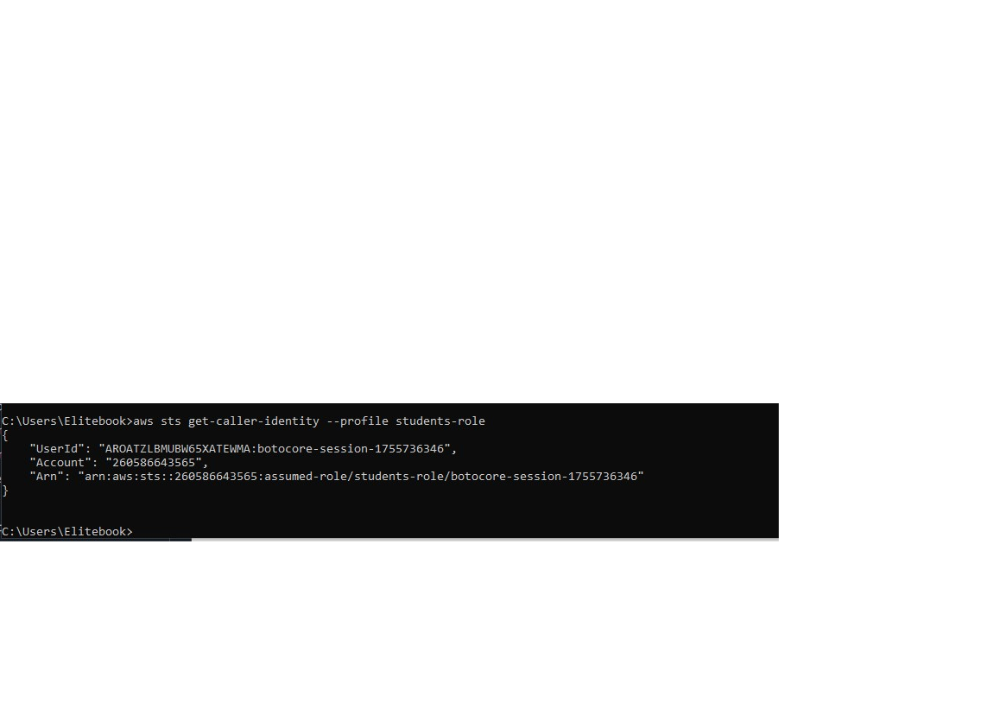 C:\Users\Elitebook>aws sts get-caller-identity --profile students-role
{
    "UserId": "AROATZLBMUBW65XATEWMA:botocore-session-1755736346",
    "Account": "260586643565",
    "Arn": "arn:aws:sts::260586643565:assumed-role/students-role/botocore-session-1755736346"
}
C:\Users\Elitebook>